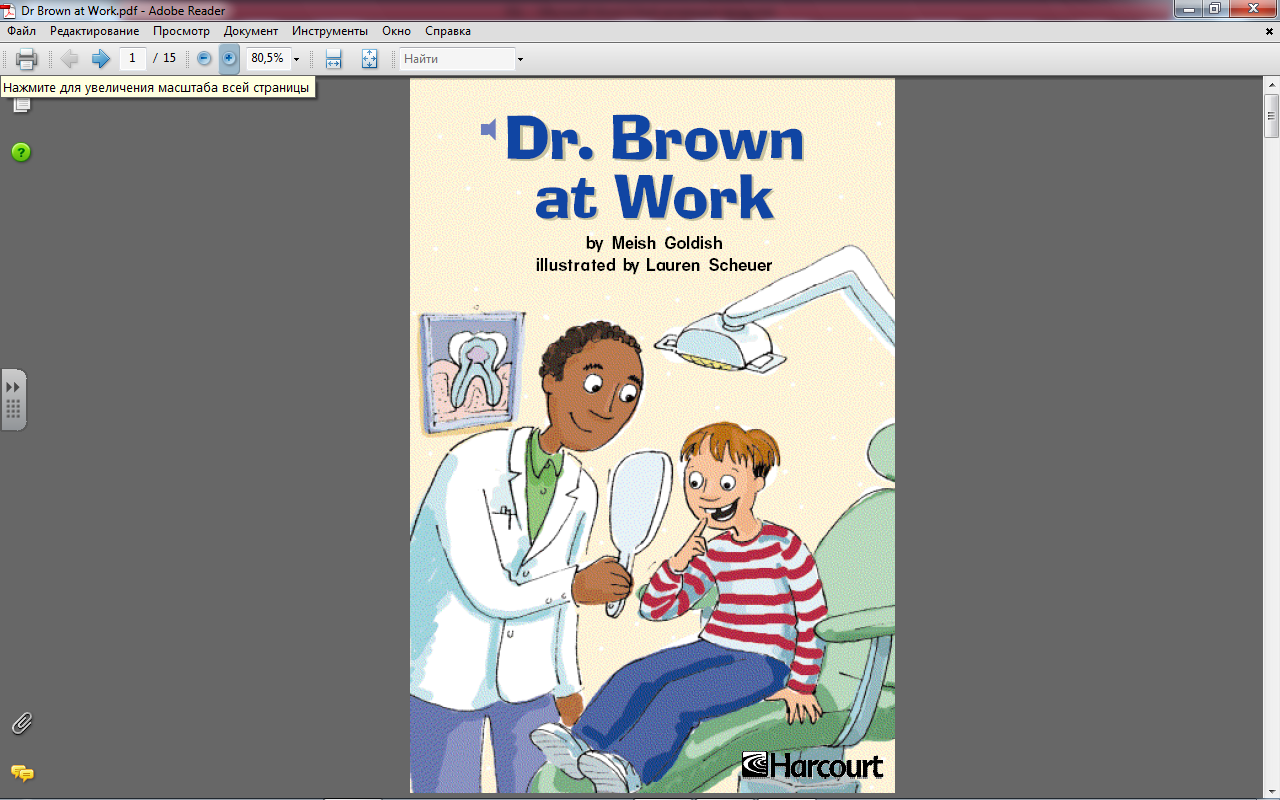 Dr Brown at Work.pdf - Adobe Reader
Файл Редактирование Просмотр Документ Инструменты Окно Справка
1 / 15 80,5% Найти
Нажмите для увеличения масштаба всей страницы
Dr. Brown
at Work
by Meish Goldish
illustrated by Lauren Scheuer
Harcourt